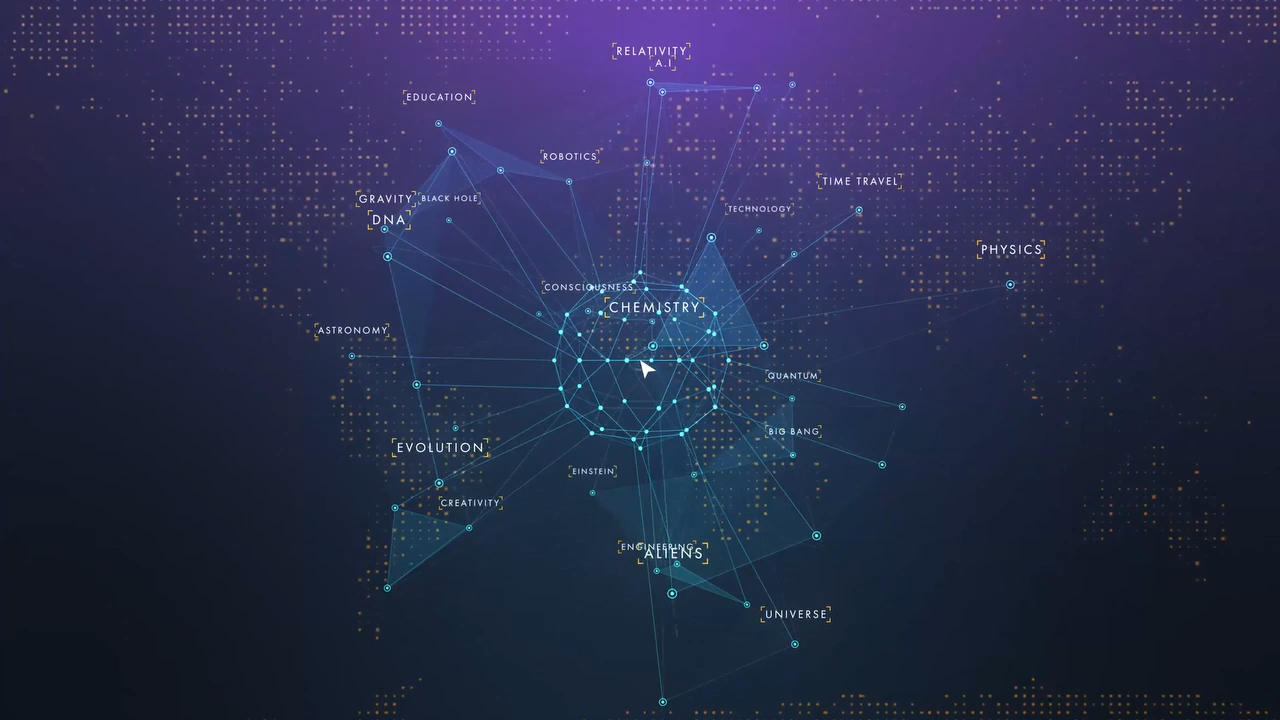 RELATIVITY
A.I
EDUCATION
ROBOTICS
TIME TRAVEL
GRAVITY
BLACK HOLE
TECHNOLOGY
DNA
PHYSICS
CONSCIOUSNESS
CHEMISTRY
ASTRONOMY
QUANTUM
BIG BANG
EVOLUTION
EINSTEIN
CREATIVITY
ENGINEERING
ALIENS
UNIVERSE